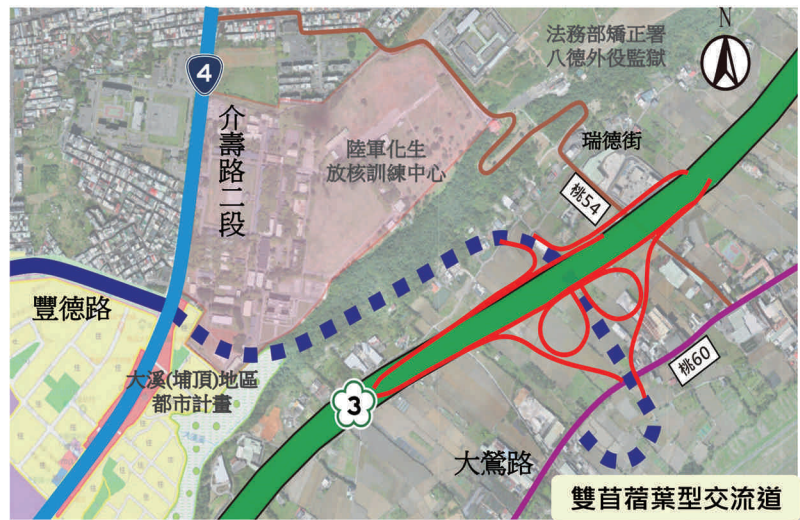 N
法務部矯正署
八德外役監獄
4
介壽路二段
陸軍化生
放核訓練中心
瑞德街
桃54
豐德路
大溪(埔頂)地區
都市計畫
3
桃60
大鶯路
雙苜蓿葉型交流道